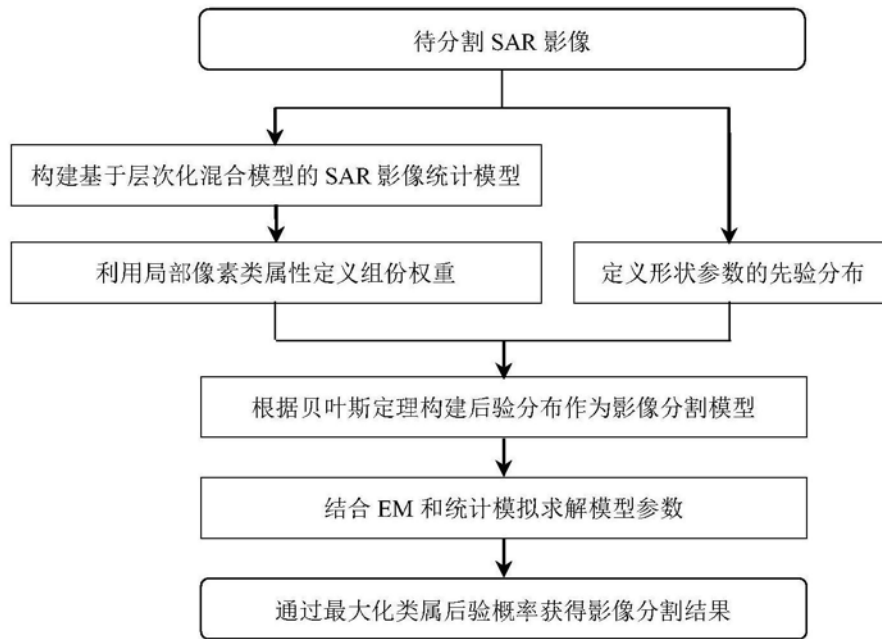 待分割 SAR 影像
构建基于层次化混合模型的 SAR 影像统计模型
利用局部像素类属性定义组份权重
定义形状参数的先验分布
根据贝叶斯定理构建后验分布作为影像分割模型
结合 EM 和统计模拟求解模型参数
通过最大化类属后验概率获得影像分割结果